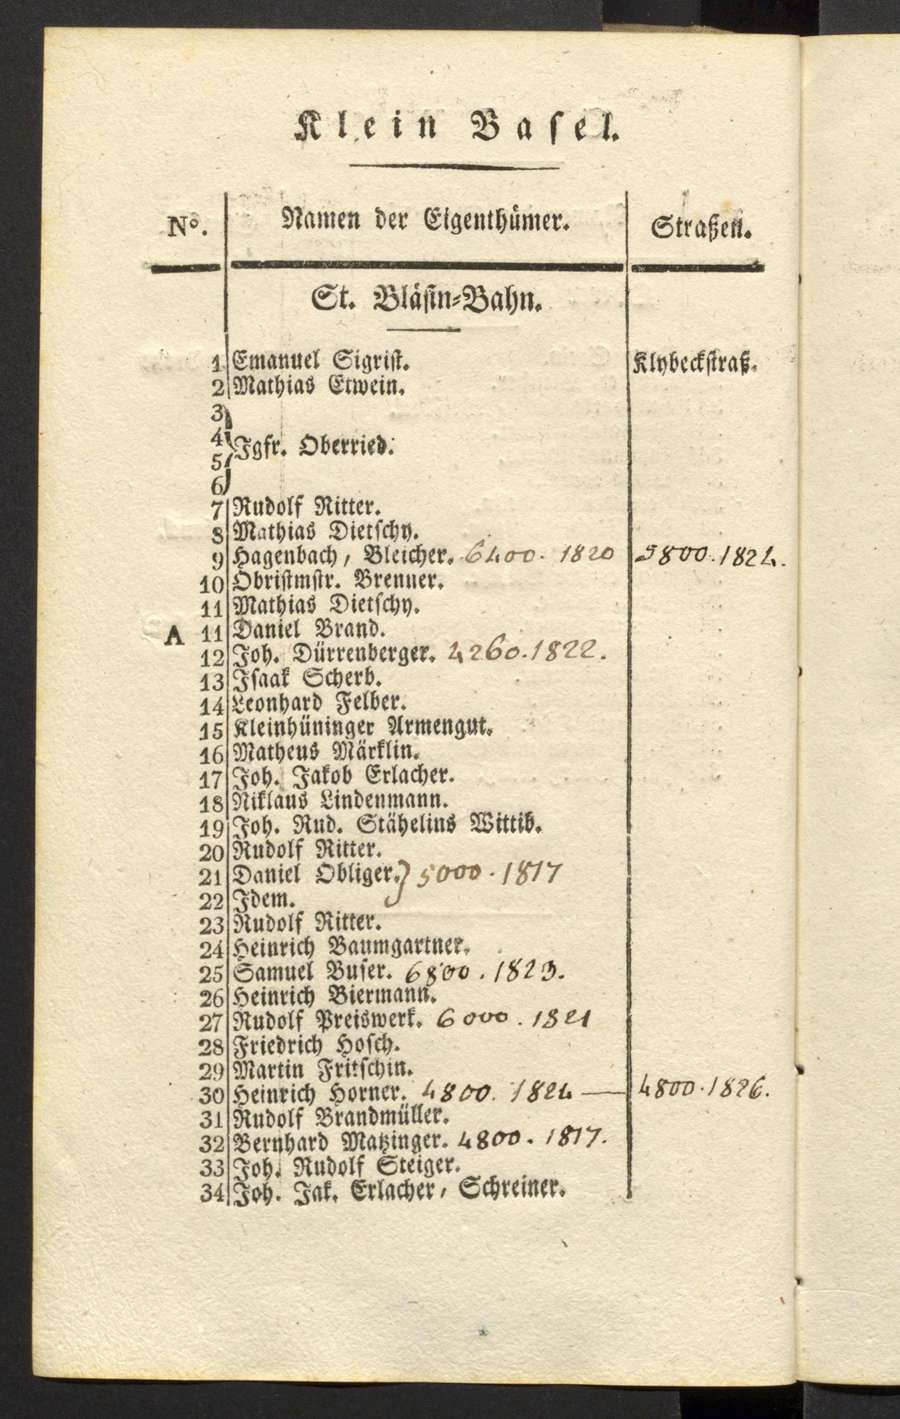 Klein Basel.
No. Namen der Eigenthümer. Straßen.
St. Bläsin-Bahn.
1 Emanuel Sigrist. Klybeckstraß.
2 Mathias Etwein.
3
4
5 Jgfr. Oberried.
6
7 Rudolf Ritter.
8 Mathias Dietschy.
9 Hagenbach, Bleicher. 6400. 1820 5800. 1824.
10 Obristmstr. Brenner.
11 Mathias Dietschy.
A 11 Daniel Brand.
12 Joh. Dürrenberger. 4260. 1822.
13 Isaak Scherb.
14 Leonhard Felber.
15 Kleinhüninger Armengut.
16 Matheus Märklin.
17 Joh. Jakob Erlacher.
18 Niklaus Lindenmann.
19 Joh. Rud. Stähelins Wittib.
20 Rudolf Ritter.
21 Daniel Obliger. } 5000. 1817
22 Idem.
23 Rudolf Ritter.
24 Heinrich Baumgartner.
25 Samuel Buser. 6800. 1823.
26 Heinrich Biermann.
27 Rudolf Preiswerk. 6000. 1821
28 Friedrich Hosch.
29 Martin Fritschin.
30 Heinrich Horner. 4800. 1824 — 4800. 1826.
31 Rudolf Brandmüller.
32 Bernhard Matzinger. 4800. 1817.
33 Joh. Rudolf Steiger.
34 Joh. Jak. Erlacher, Schreiner.